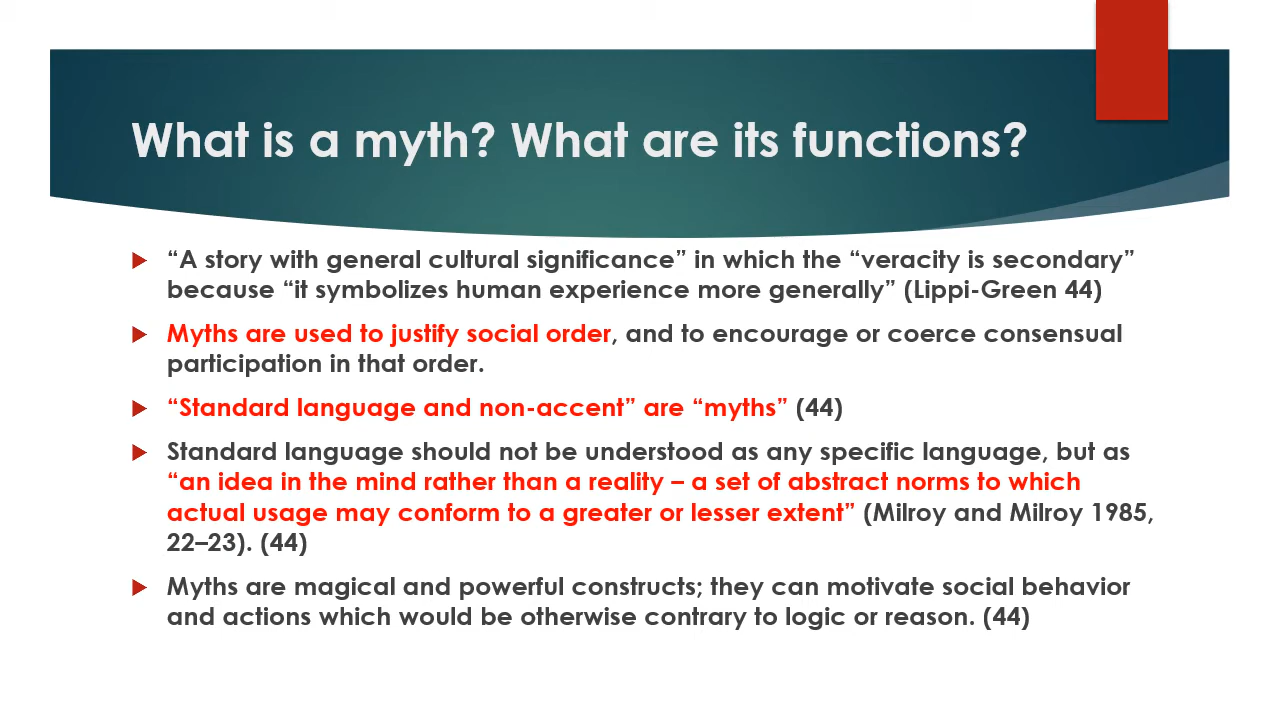 What is a myth? What are its functions?
“A story with general cultural significance” in which the “veracity is secondary”
because “it symbolizes human experience more generally” (Lippi-Green 44)
Myths are used to justify social order, and to encourage or coerce consensual
participation in that order.
“Standard language and non-accent” are “myths” (44)
Standard language should not be understood as any specific language, but as
“an idea in the mind rather than a reality – a set of abstract norms to which
actual usage may conform to a greater or lesser extent” (Milroy and Milroy 1985,
22–23). (44)
Myths are magical and powerful constructs; they can motivate social behavior
and actions which would be otherwise contrary to logic or reason. (44)